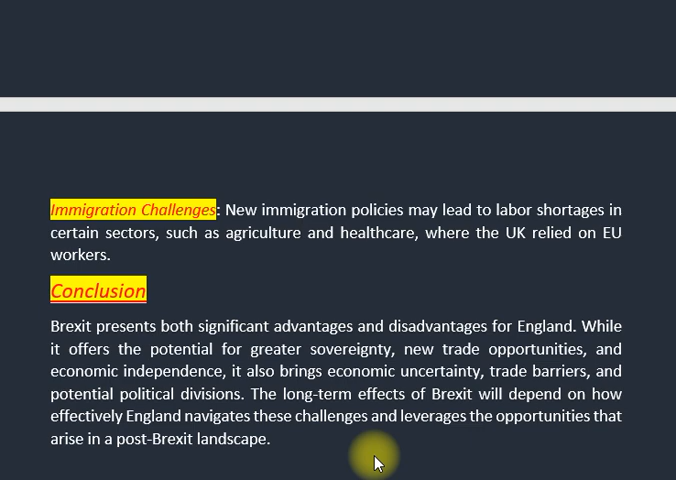 Immigration Challenges: New immigration policies may lead to labor shortages in
certain sectors, such as agriculture and healthcare, where the UK relied on EU
workers.
Conclusion
Brexit presents both significant advantages and disadvantages for England. While
it offers the potential for greater sovereignty, new trade opportunities, and
economic independence, it also brings economic uncertainty, trade barriers, and
potential political divisions. The long-term effects of Brexit will depend on how
effectively England navigates these challenges and leverages the opportunities that
arise in a post-Brexit landscape.